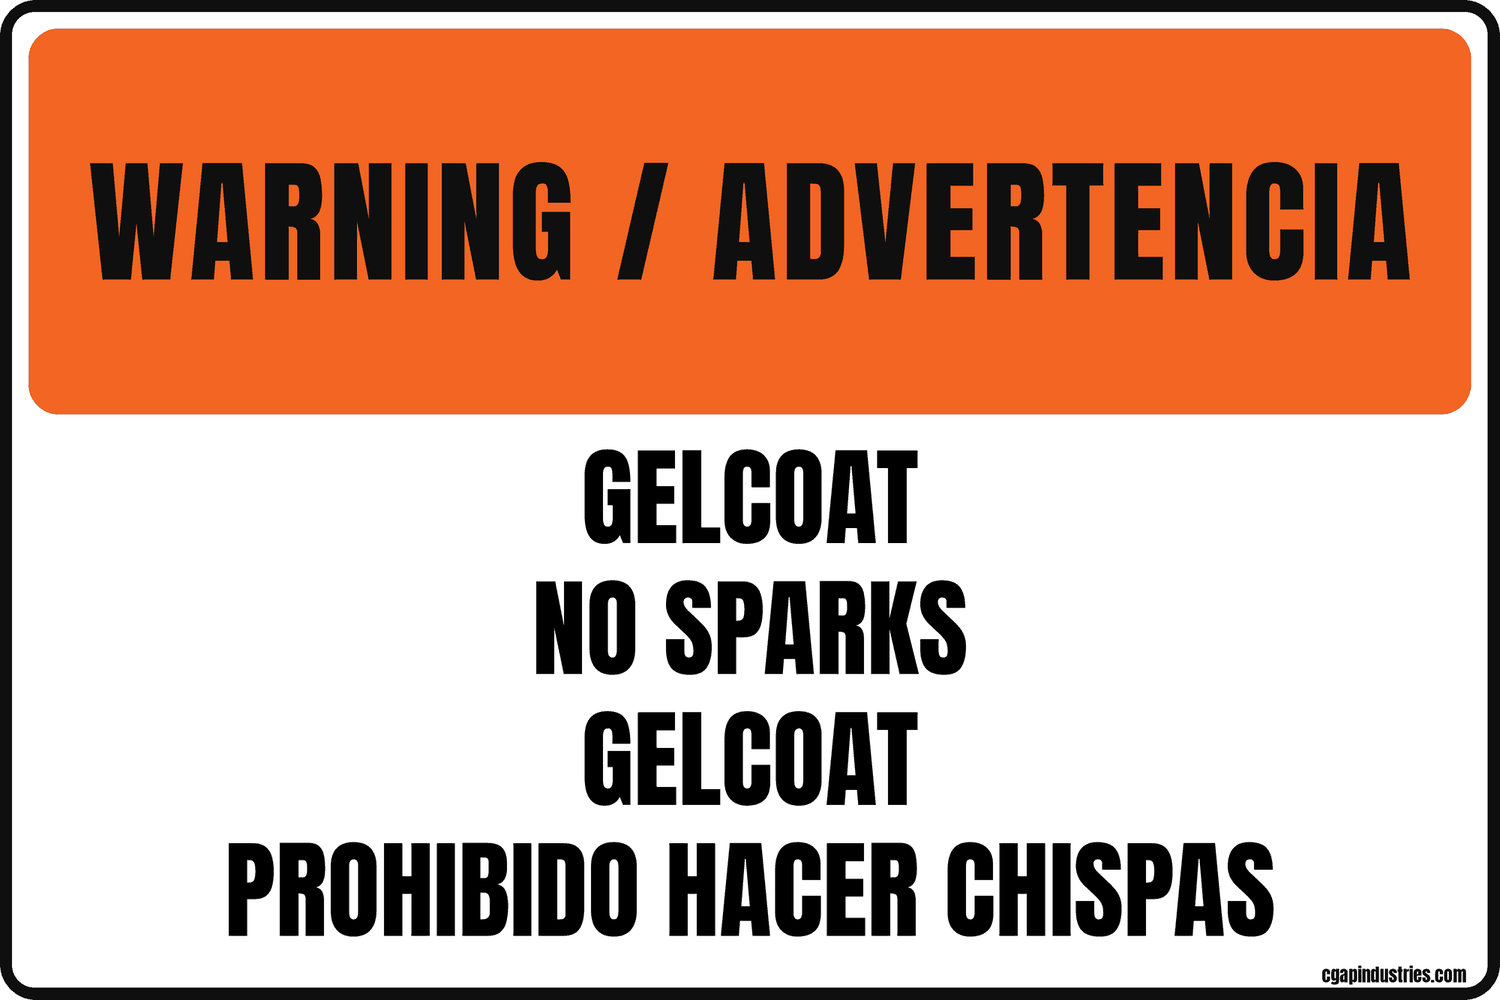 WARNING / ADVERTENCIA
GELCOAT
NO SPARKS
GELCOAT
PROHIBIDO HACER CHISPAS
cgapindustries.com